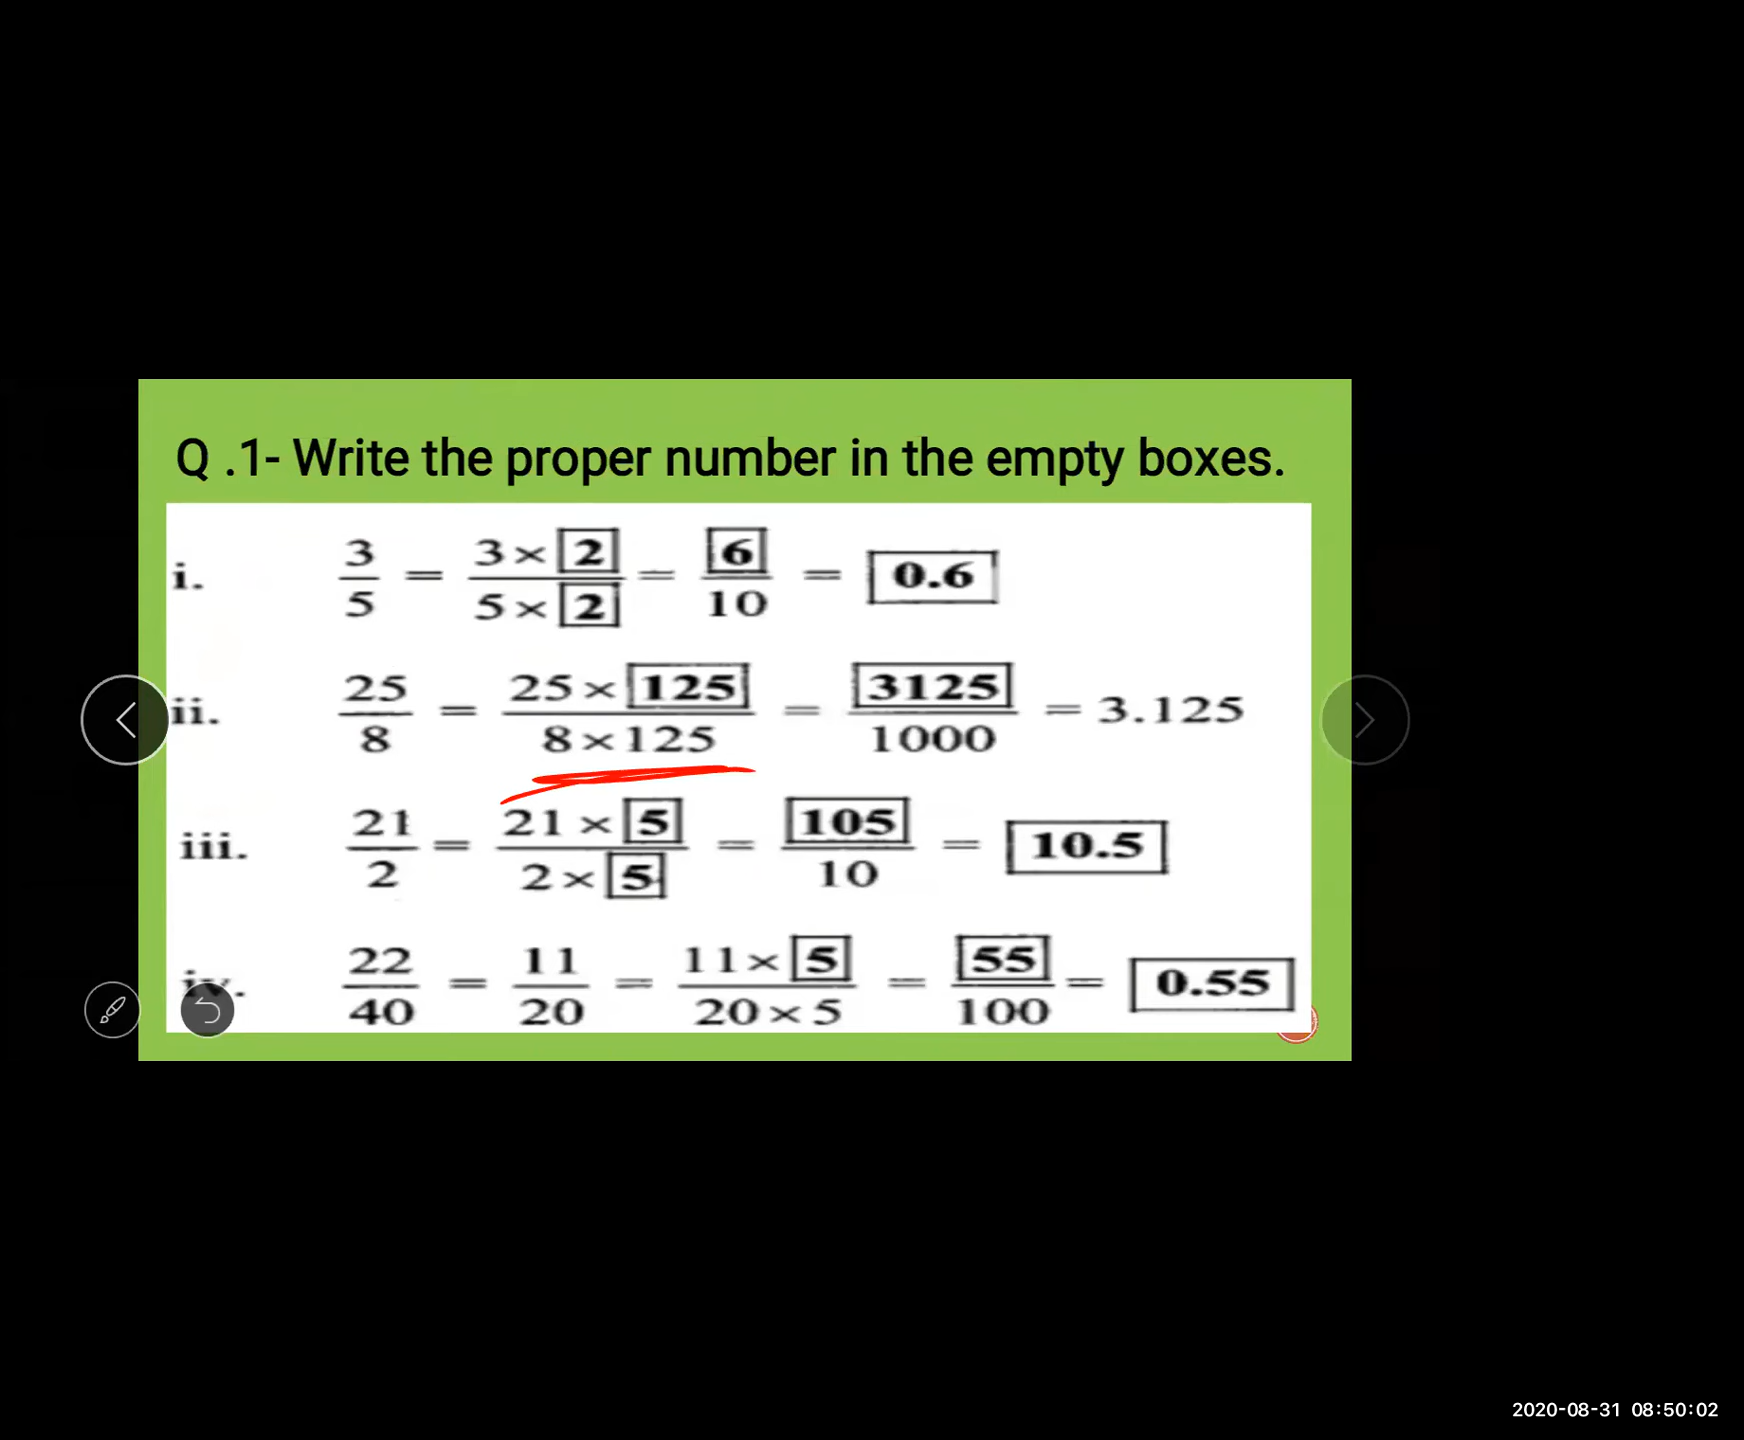 Q .1- Write the proper number in the empty boxes.
i. 3/5 = 3 × 2 / 5 × 2 = 6/10 = 0.6
ii. 25/8 = 25 × 125 / 8 × 125 = 3125/1000 = 3.125
iii. 21/2 = 21 × 5 / 2 × 5 = 105/10 = 10.5
iv. 22/40 = 11/20 = 11 × 5 / 20 × 5 = 55/100 = 0.55
2020-08-31 08:50:02